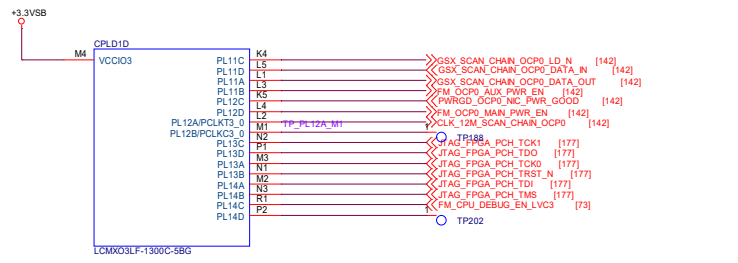 +3.3VSB
CPLD1D
M4 VCCIO3
PL11C K4 GSX_SCAN_CHAIN_OCP0_LD_N [142]
PL11D L5 GSX_SCAN_CHAIN_OCP0_DATA_IN [142]
PL11A L1 GSX_SCAN_CHAIN_OCP0_DATA_OUT [142]
PL11B L3 FM_OCP0_AUX_PWR_EN [142]
PL12C K5 PWRGD_OCP0_NIC_PWR_GOOD [142]
PL12D L4 FM_OCP0_MAIN_PWR_EN [142]
PL12A/PCLKT3_0 L2 CLK_12M_SCAN_CHAIN_OCP0 [142]
PL12B/PCLKC3_0 M1 TP_PL12A_M1 1 TP188
PL13C N2 JTAG_FPGA_PCH_TCK1 [177]
PL13D P1 JTAG_FPGA_PCH_TDO [177]
PL13A M3 JTAG_FPGA_PCH_TCK0 [177]
PL13B N1 JTAG_FPGA_PCH_TRST_N [177]
PL14A M2 JTAG_FPGA_PCH_TDI [177]
PL14B N3 JTAG_FPGA_PCH_TMS [177]
PL14C R1 FM_CPU_DEBUG_EN_LVC3 [73]
PL14D P2 1 TP202
LCMXO3LF-1300C-5BG